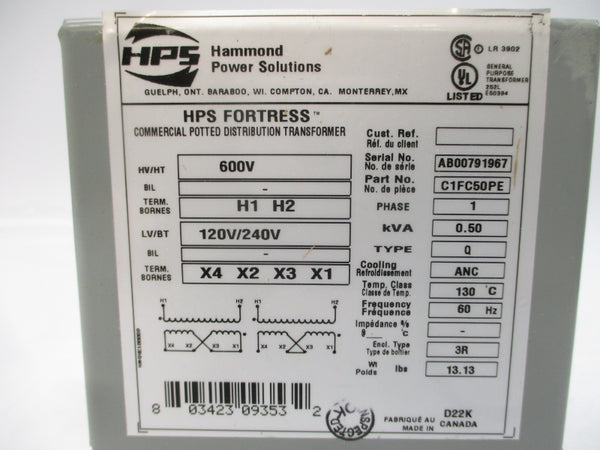 HPS
Hammond
Power Solutions
GUELPH, ONT. BARABOO, WI. COMPTON, CA. MONTERREY, MX
SA LR 3902
UL LISTED
GENERAL
PURPOSE
TRANSFORMER
HPS FORTRESS™
COMMERCIAL POTTED DISTRIBUTION TRANSFORMER
HV/HT 600V
BIL -
TERM.
BORNES H1 H2
LV/BT 120V/240V
BIL -
TERM.
BORNES X4 X2 X3 X1
Cust. Ref.
Réf. du client
Serial No.
No. de série AB00791967
Part No.
No. de pièce C1FC50PE
PHASE 1
kVA 0.50
TYPE Q
Cooling
Refroidissement ANC
Temp. Class
Classe de Temp. 130 °C
Frequency
Fréquence 60 Hz
Impédance %
@ °C -
Encl. Type
Type de boîtier 3R
Wt
Poids lbs 13.13
H1 H2 H1 H2
X4 X3 X2 X1 X4 X3 X2 X1
8 03423 09353 2
INSPECTED OK
FABRIQUÉ AU
MADE IN CANADA
D22K